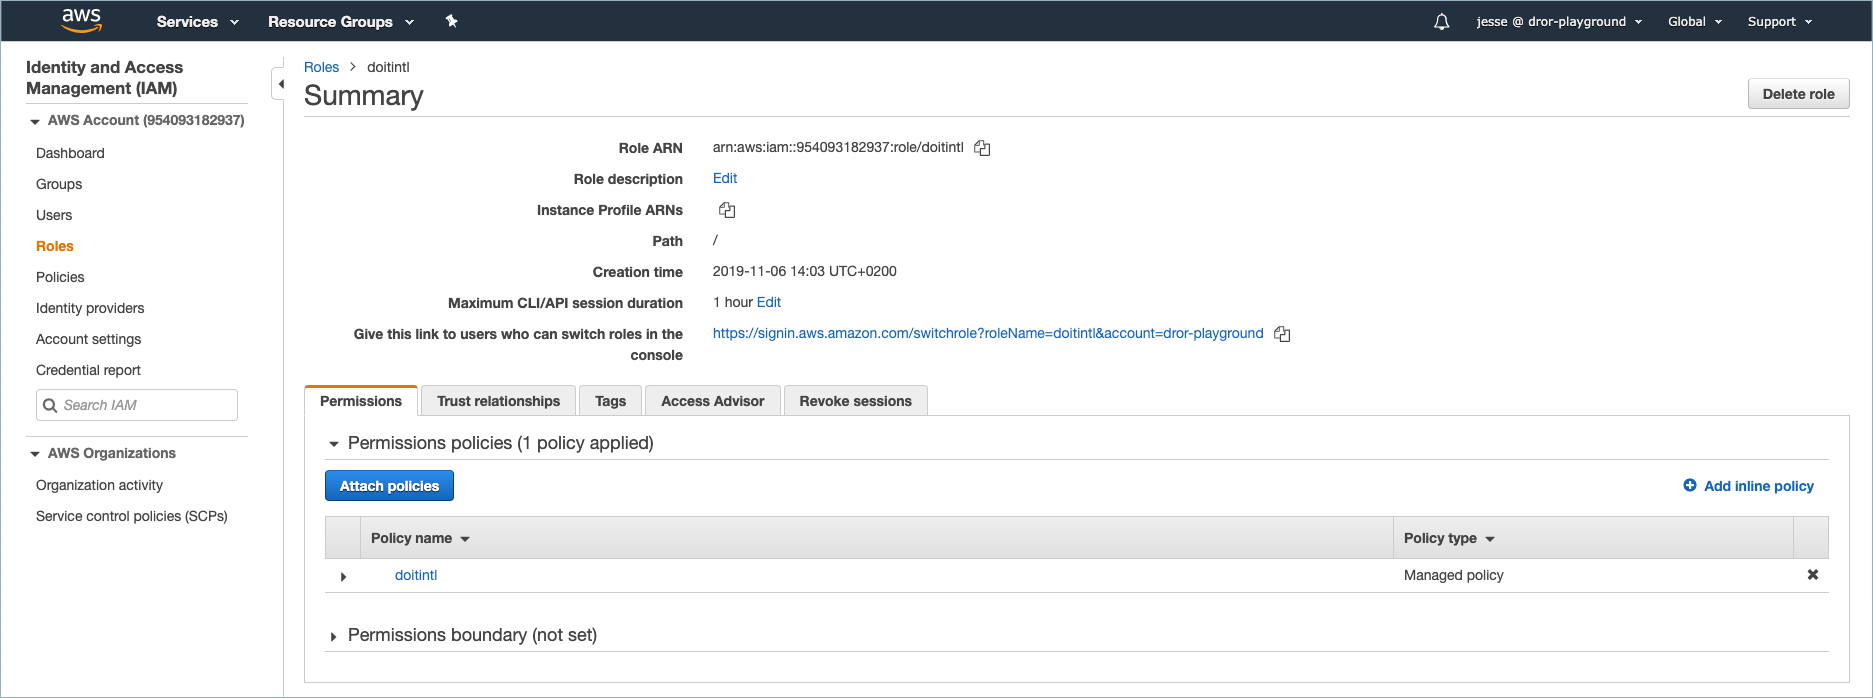 aws
Services
Resource Groups
jesse @ dror-playground
Global
Support
Identity and Access
Management (IAM)
AWS Account (954093182937)
Dashboard
Groups
Users
Roles
Policies
Identity providers
Account settings
Credential report
Search IAM
AWS Organizations
Organization activity
Service control policies (SCPs)
Roles > doitintl
Summary
Delete role
Role ARN arn:aws:iam::954093182937:role/doitintl
Role description Edit
Instance Profile ARNs
Path /
Creation time 2019-11-06 14:03 UTC+0200
Maximum CLI/API session duration 1 hour Edit
Give this link to users who can switch roles in the
console
https://signin.aws.amazon.com/switchrole?roleName=doitintl&account=dror-playground
Permissions
Trust relationships
Tags
Access Advisor
Revoke sessions
Permissions policies (1 policy applied)
Attach policies
Add inline policy
Policy name
Policy type
doitintl
Managed policy
Permissions boundary (not set)